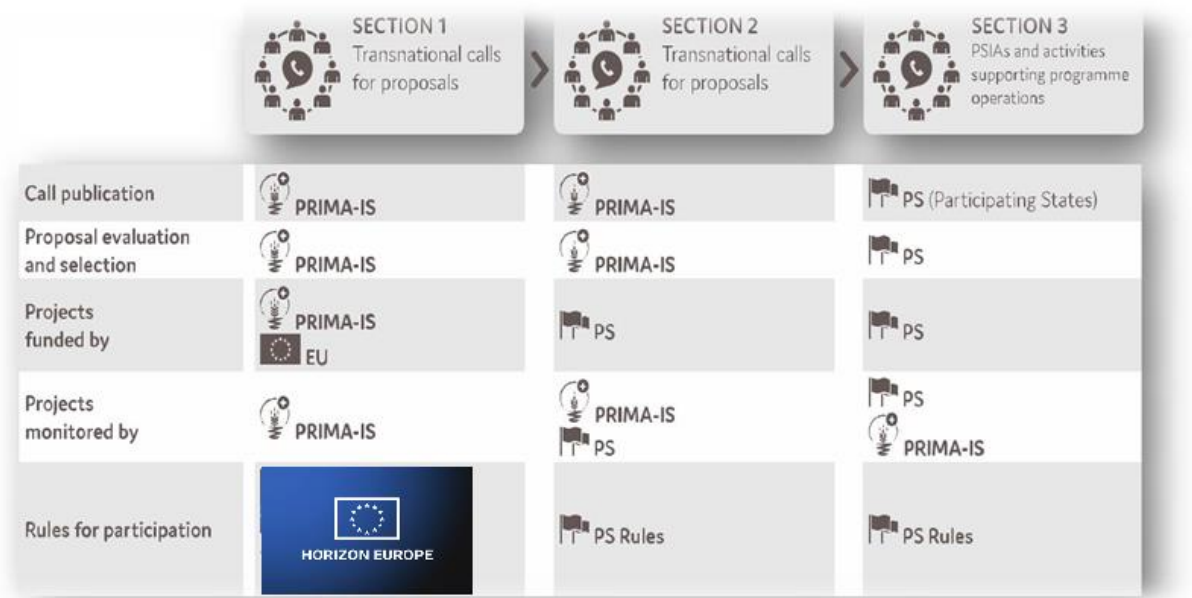 SECTION 1
Transnational calls
for proposals
SECTION 2
Transnational calls
for proposals
SECTION 3
PSIAs and activities
supporting programme
operations
Call publication
PRIMA-IS
PRIMA-IS
PS (Participating States)
Proposal evaluation
and selection
PRIMA-IS
PRIMA-IS
PS
Projects
funded by
PRIMA-IS
EU
PS
PS
Projects
monitored by
PRIMA-IS
PRIMA-IS
PS
PS
PRIMA-IS
Rules for participation
HORIZON EUROPE
PS Rules
PS Rules